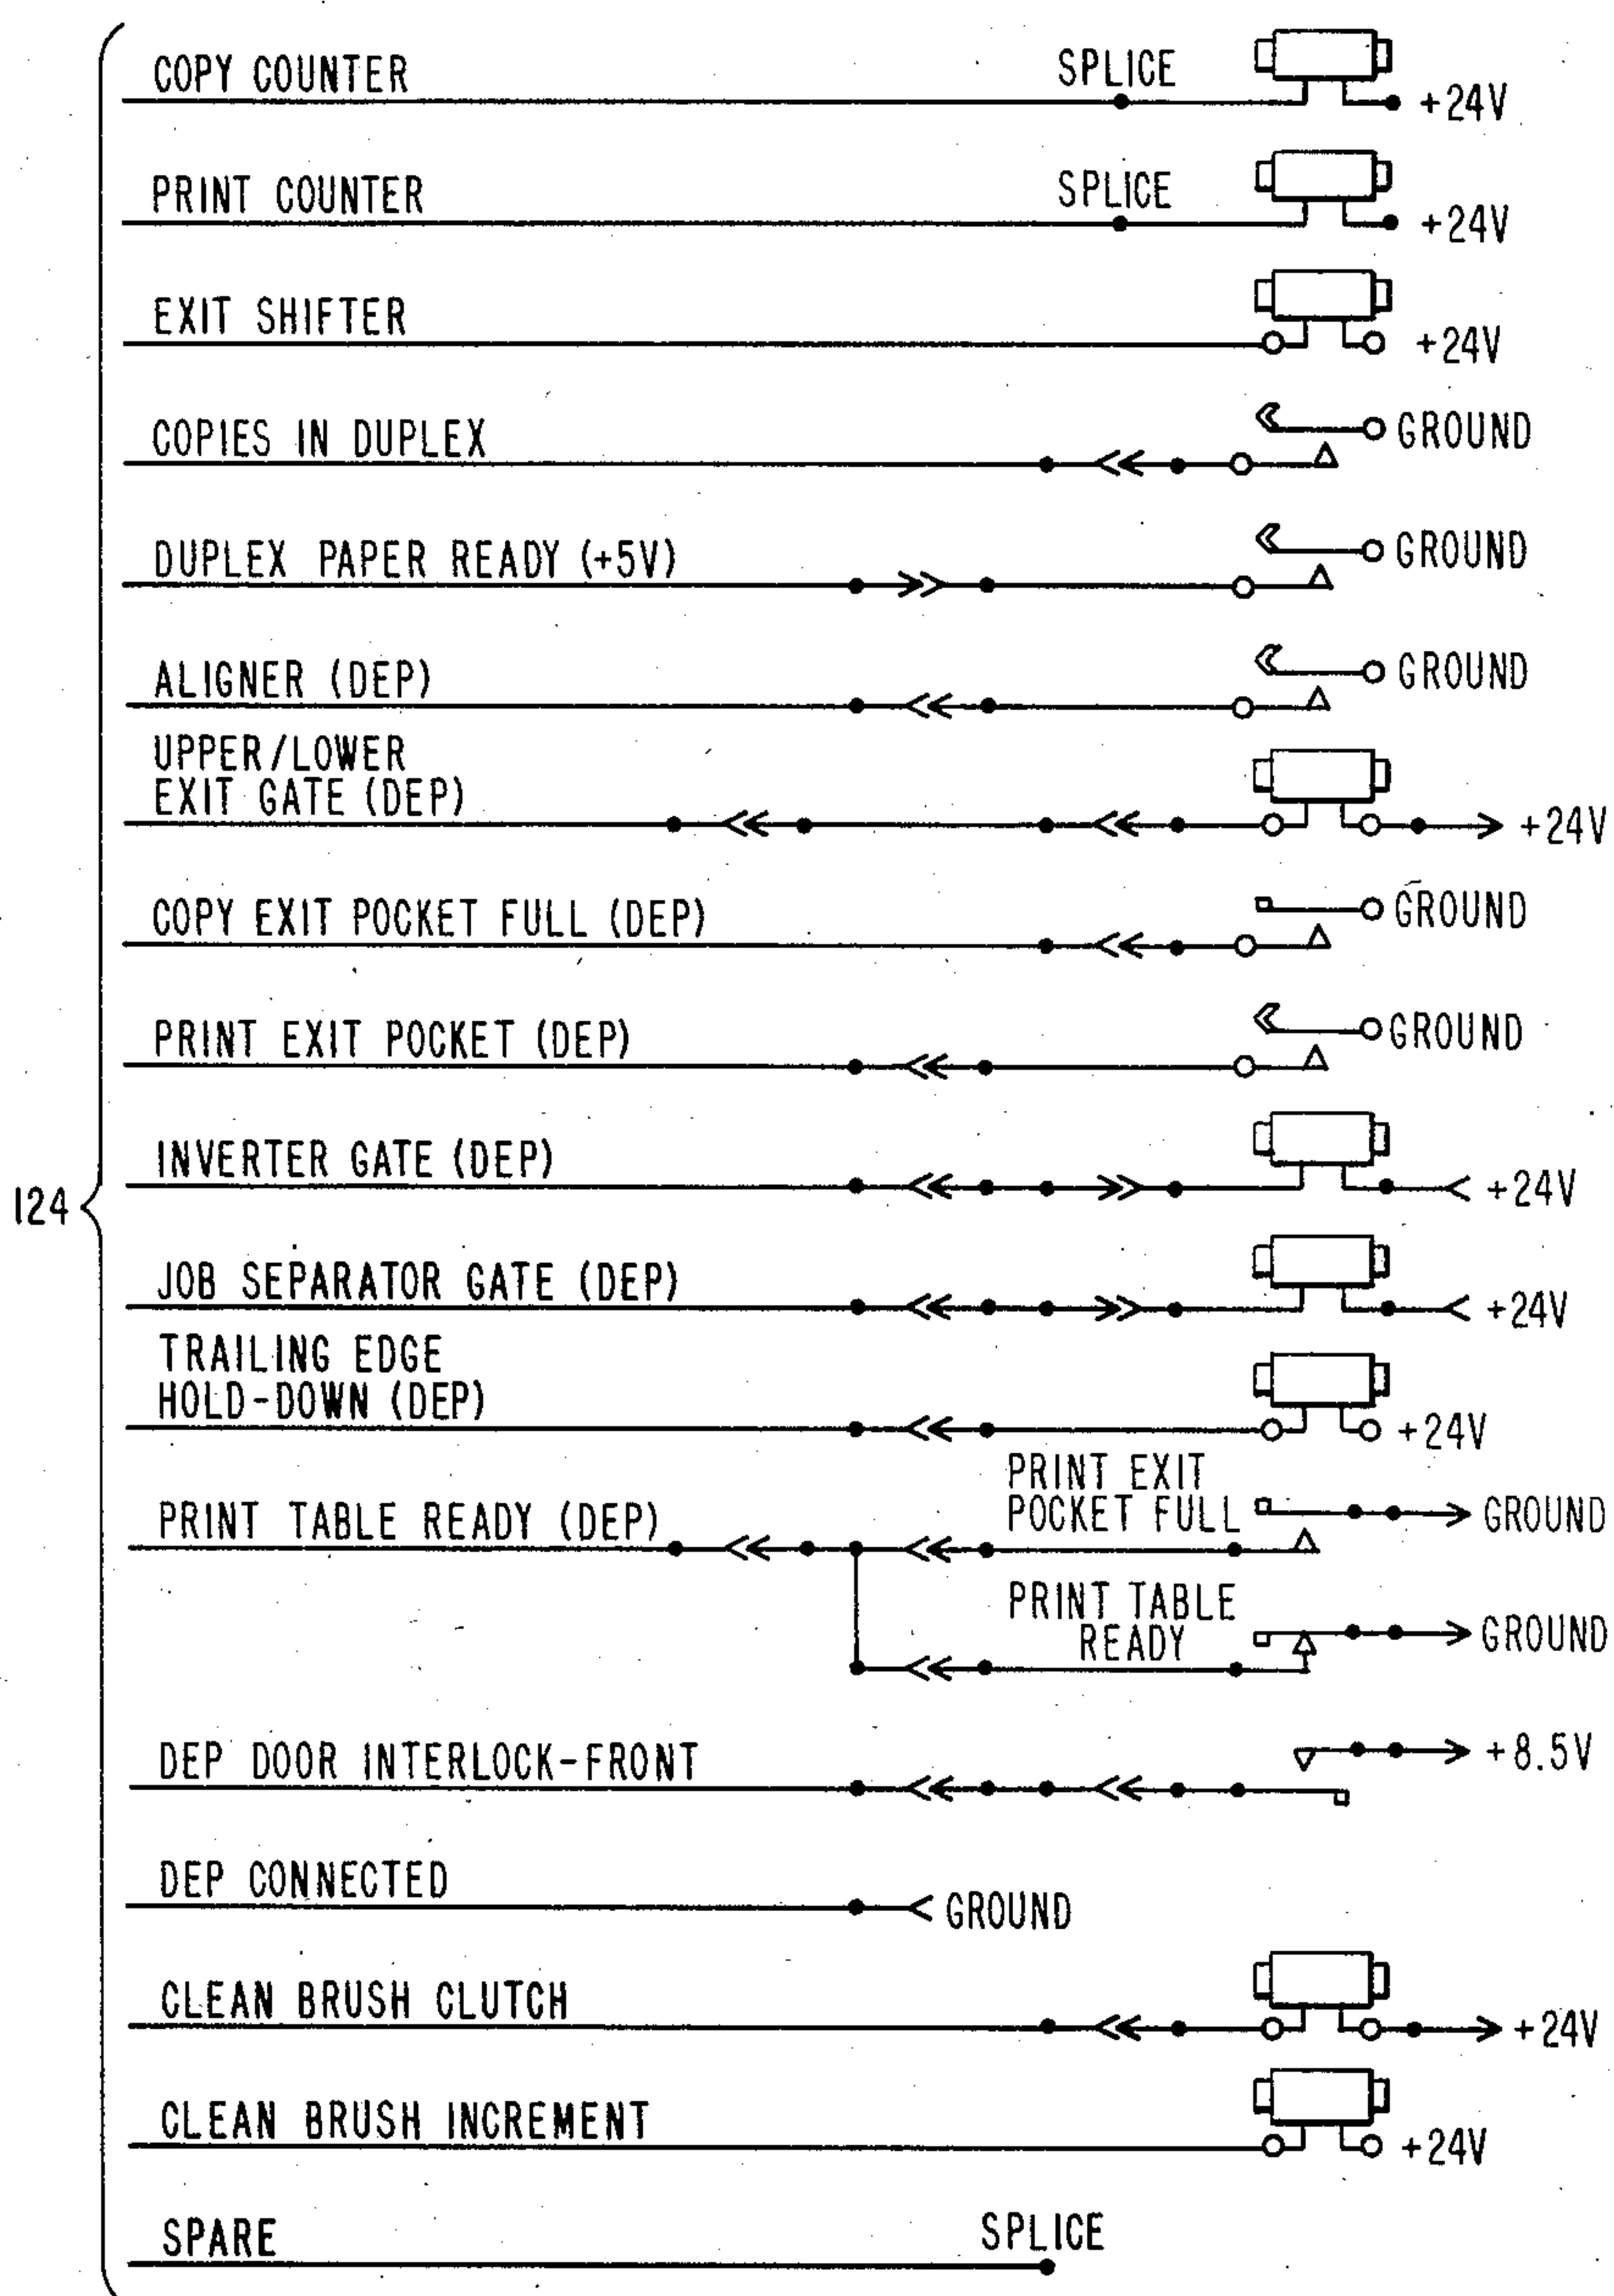 COPY COUNTER SPLICE +24V
PRINT COUNTER SPLICE +24V
EXIT SHIFTER +24V
COPIES IN DUPLEX GROUND
DUPLEX PAPER READY (+5V) GROUND
ALIGNER (DEP) GROUND
UPPER/LOWER
EXIT GATE (DEP) +24V
COPY EXIT POCKET FULL (DEP) GROUND
PRINT EXIT POCKET (DEP) GROUND
INVERTER GATE (DEP) +24V
124
JOB SEPARATOR GATE (DEP) +24V
TRAILING EDGE
HOLD-DOWN (DEP) +24V
PRINT EXIT
PRINT TABLE READY (DEP) POCKET FULL GROUND
PRINT TABLE
READY GROUND
DEP DOOR INTERLOCK-FRONT +8.5V
DEP CONNECTED GROUND
CLEAN BRUSH CLUTCH +24V
CLEAN BRUSH INCREMENT +24V
SPARE SPLICE